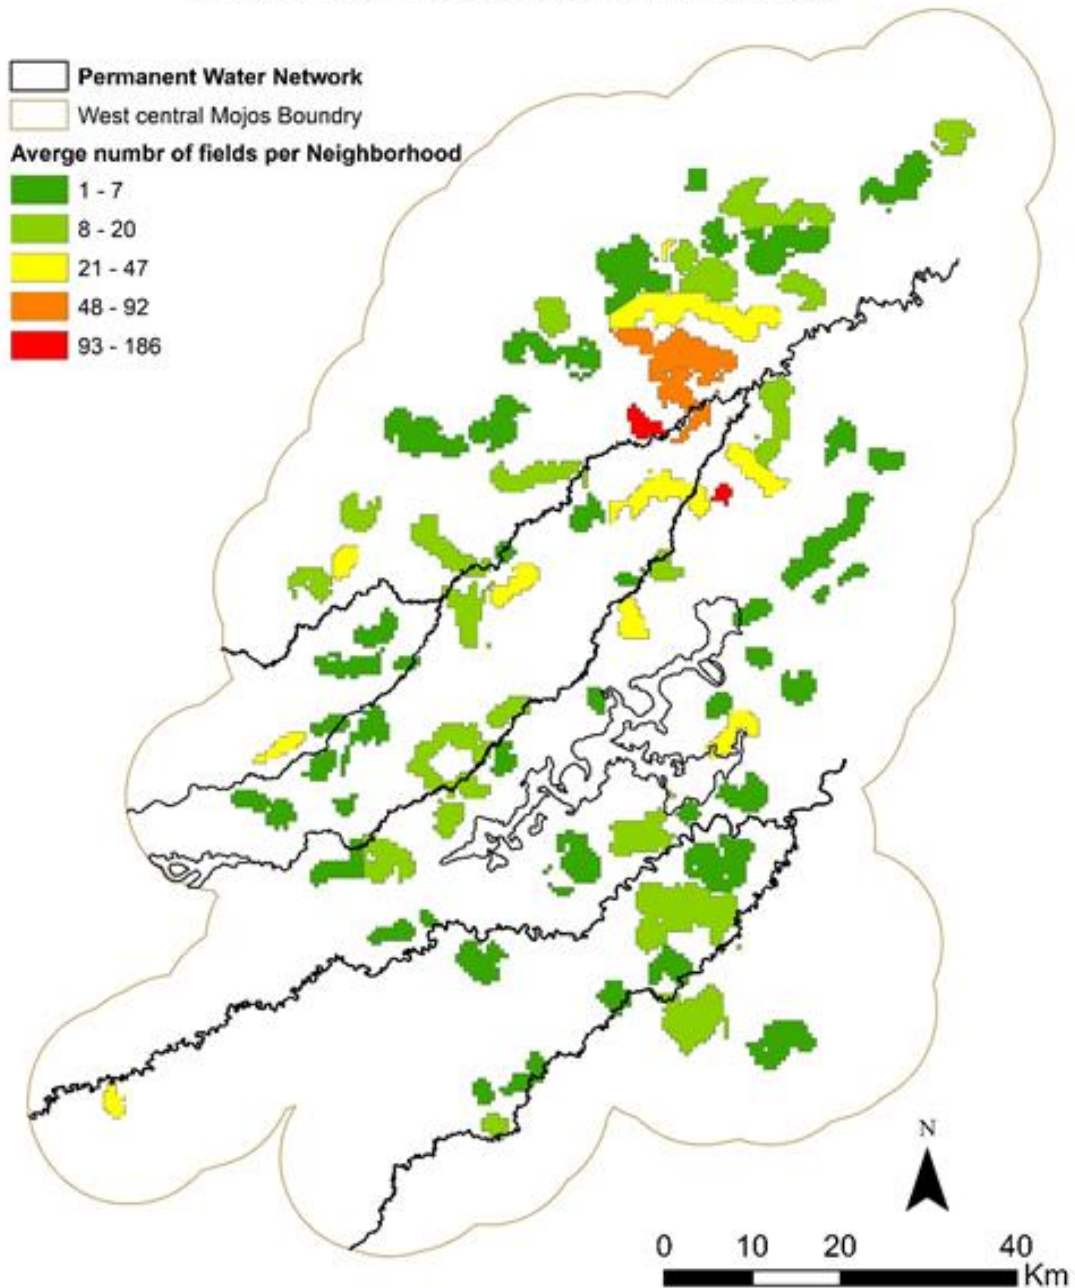 Permanent Water Network
West central Mojos Boundry
Averge numbr of fields per Neighborhood
1 - 7
8 - 20
21 - 47
48 - 92
93 - 186
N
0 10 20 40
Km